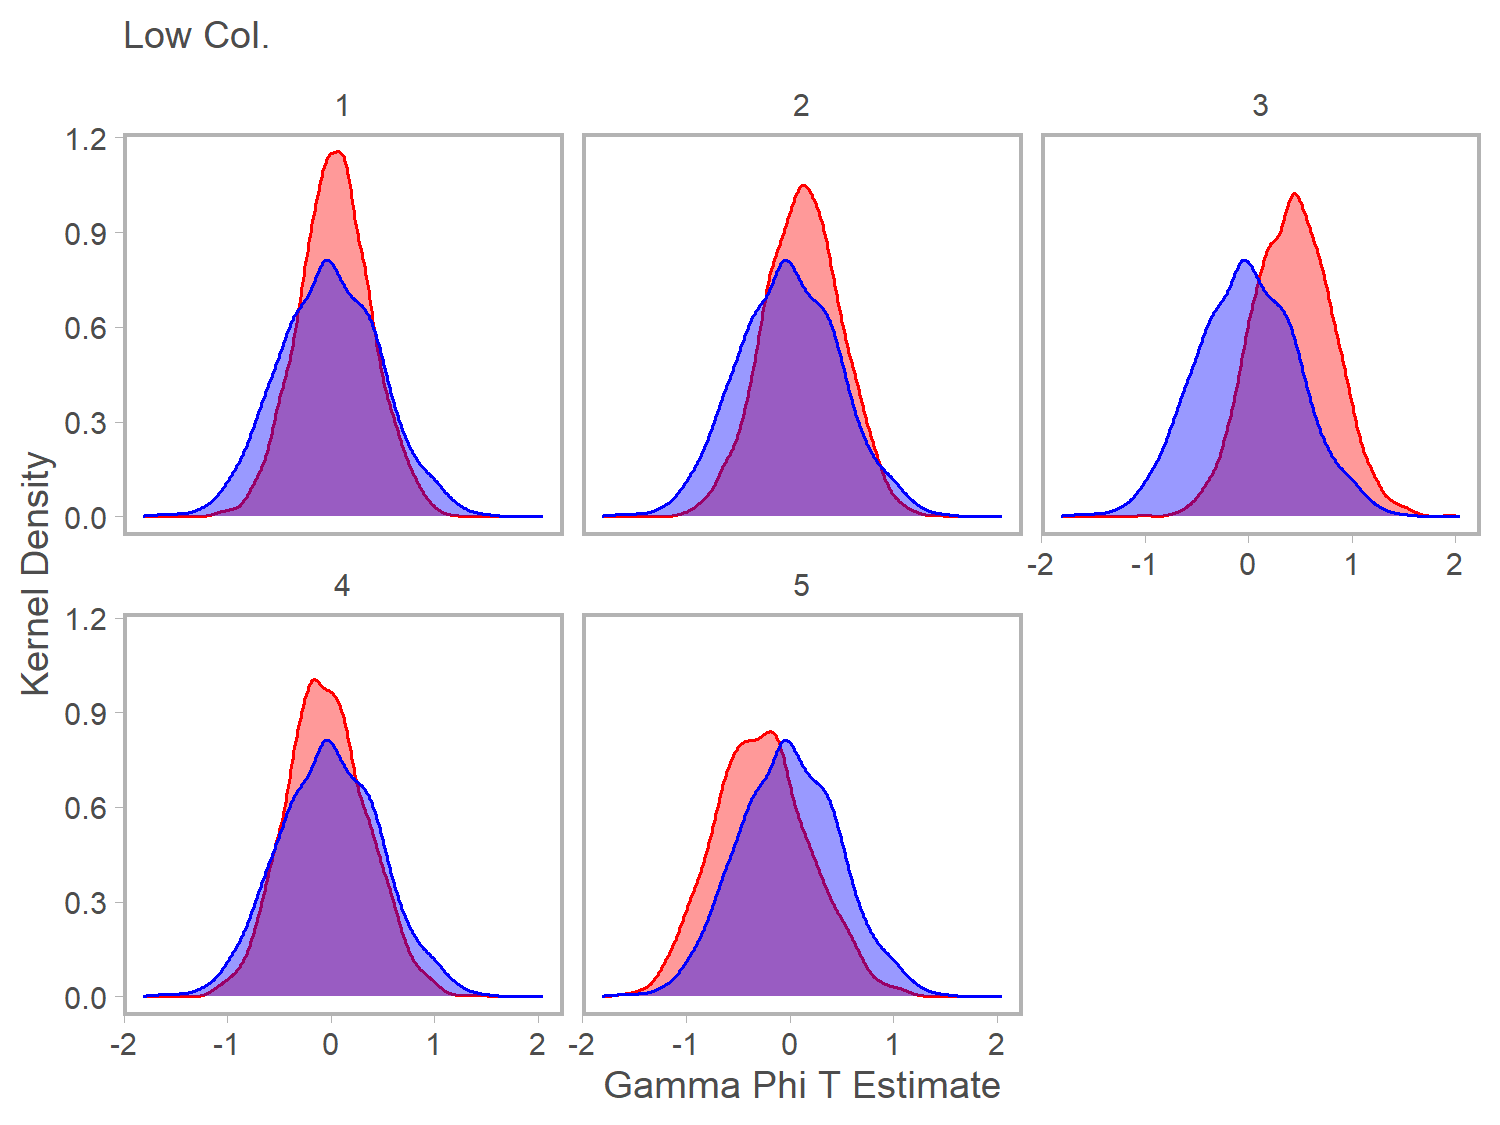 Low Col.
1 2 3
1.2
0.9
0.6
0.3
0.0
-2 -1 0 1 2
4 5
1.2
0.9
0.6
0.3
0.0
-2 -1 0 1 2 -2 -1 0 1 2
Kernel Density
Gamma Phi T Estimate